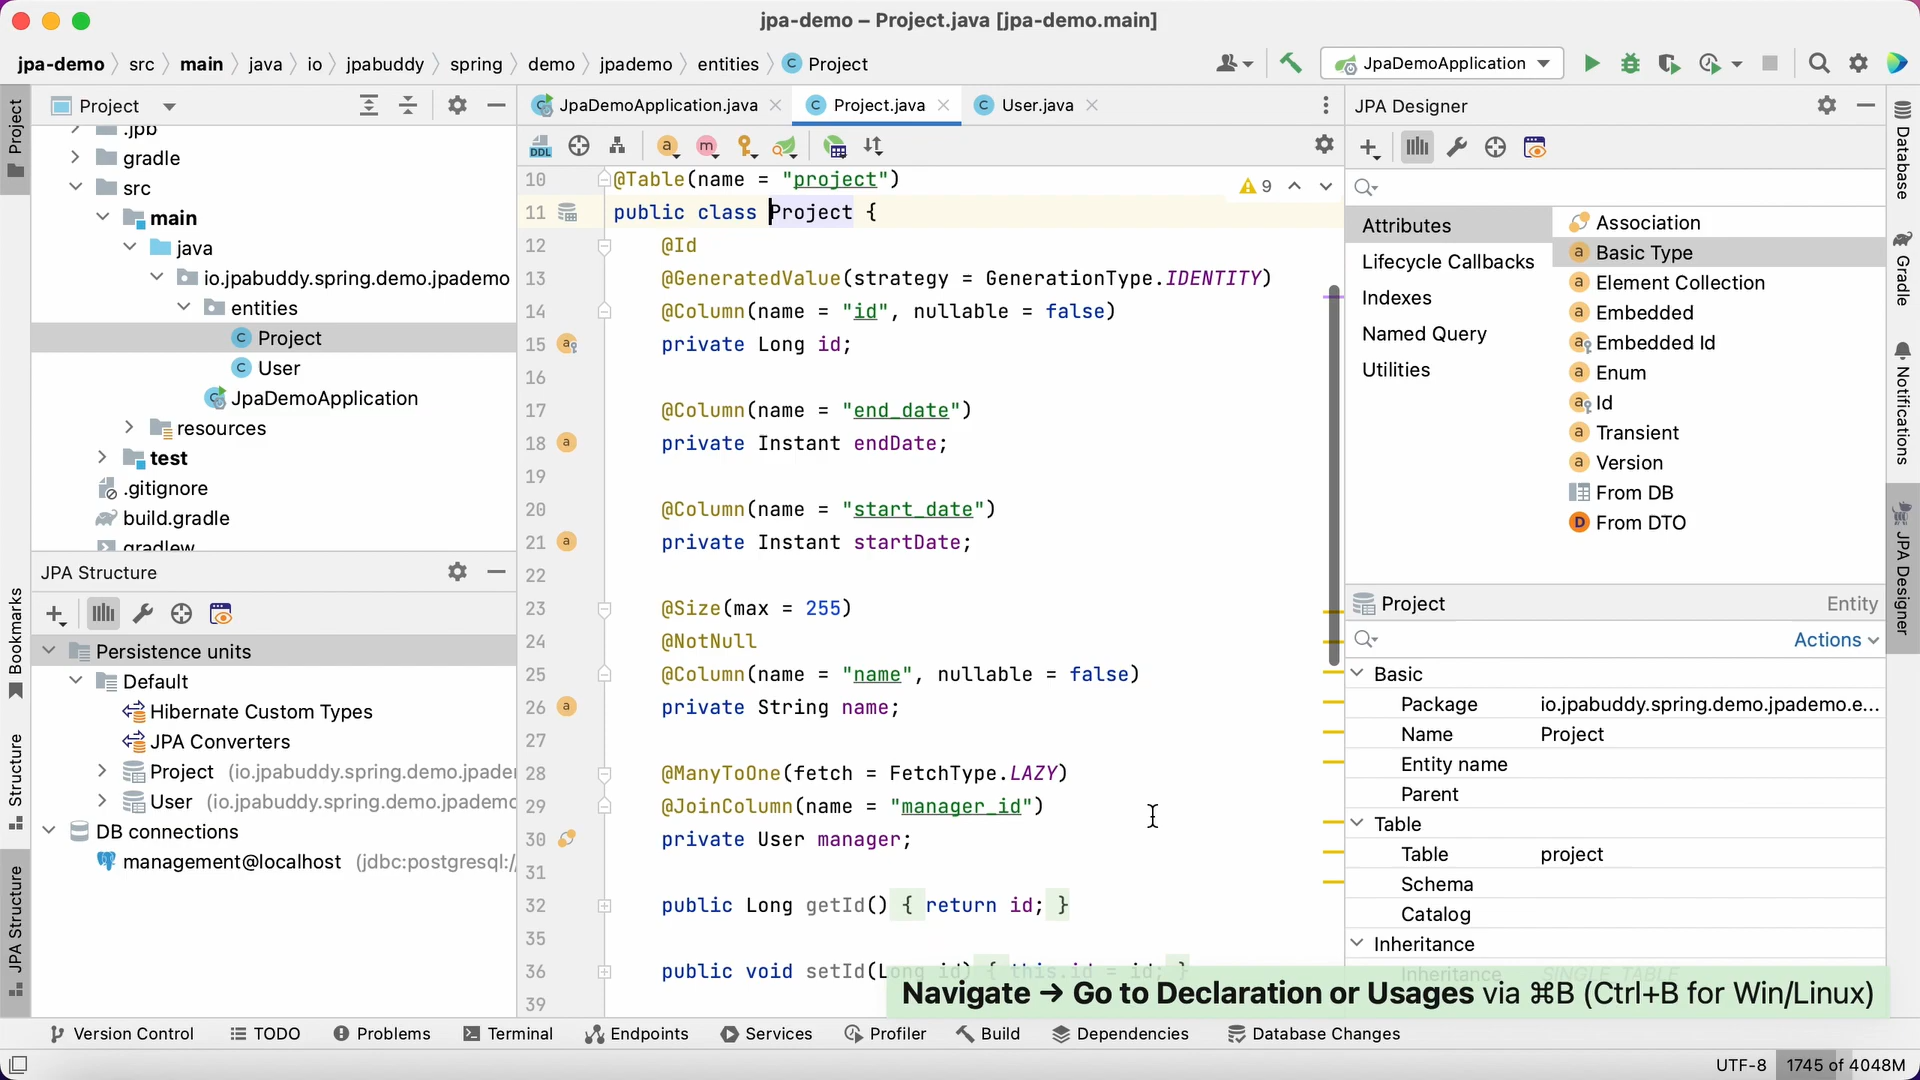 jpa-demo – Project.java [jpa-demo.main]
jpa-demo src main java io jpabuddy spring demo jpademo entities Project
JpaDemoApplication
Project
JpaDemoApplication.java Project.java User.java
JPA Designer
Project
.jpb
gradle
src
main
java
io.jpabuddy.spring.demo.jpademo
entities
Project
User
JpaDemoApplication
resources
test
.gitignore
build.gradle
gradlew
JPA Structure
Persistence units
Default
Hibernate Custom Types
JPA Converters
Project (io.jpabuddy.spring.demo.jpader
User (io.jpabuddy.spring.demo.jpademo
DB connections
management@localhost (jdbc:postgresql:/
Bookmarks
Structure
JPA Structure
DDL
9
10 @Table(name = "project")
11 public class Project {
12 @Id
13 @GeneratedValue(strategy = GenerationType.IDENTITY)
14 @Column(name = "id", nullable = false)
15 private Long id;
16
17 @Column(name = "end_date")
18 private Instant endDate;
19
20 @Column(name = "start_date")
21 private Instant startDate;
22
23 @Size(max = 255)
24 @NotNull
25 @Column(name = "name", nullable = false)
26 private String name;
27
28 @ManyToOne(fetch = FetchType.LAZY)
29 @JoinColumn(name = "manager_id")
30 private User manager;
31
32 public Long getId() { return id; }
35
36 public void setId(Long id) { this.id = id; }
39
Attributes
Lifecycle Callbacks
Indexes
Named Query
Utilities
Association
Basic Type
Element Collection
Embedded
Embedded Id
Enum
Id
Transient
Version
From DB
From DTO
Project Entity
Actions
Basic
Package io.jpabuddy.spring.demo.jpademo.e...
Name Project
Entity name
Parent
Table
Table project
Schema
Catalog
Inheritance
Inheritance SINGLE_TABLE
Database
Gradle
Notifications
JPA Designer
Navigate → Go to Declaration or Usages via ⌘B (Ctrl+B for Win/Linux)
Version Control TODO Problems Terminal Endpoints Services Profiler Build Dependencies Database Changes
UTF-8 1745 of 4048M